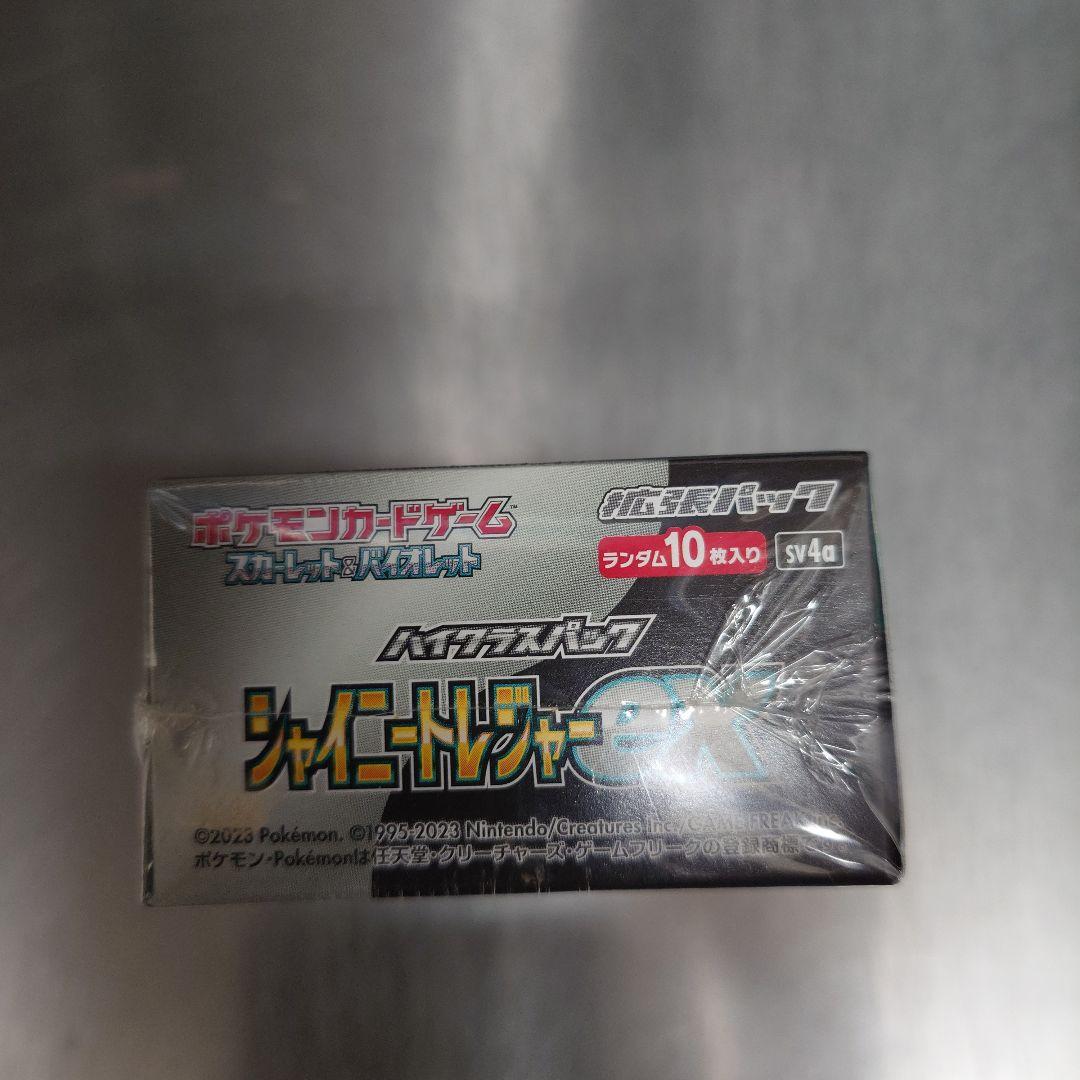 ポケモンカードゲーム™
スカーレット&バイオレット
拡張パック
ランダム10枚入り
sv4a
ハイクラスパック
シャイニートレジャーex
©2023 Pokémon. ©1995-2023 Nintendo/Creatures Inc./GAME FREAK inc.
ポケモン・Pokémonは任天堂・クリーチャーズ・ゲームフリークの登録商標です。